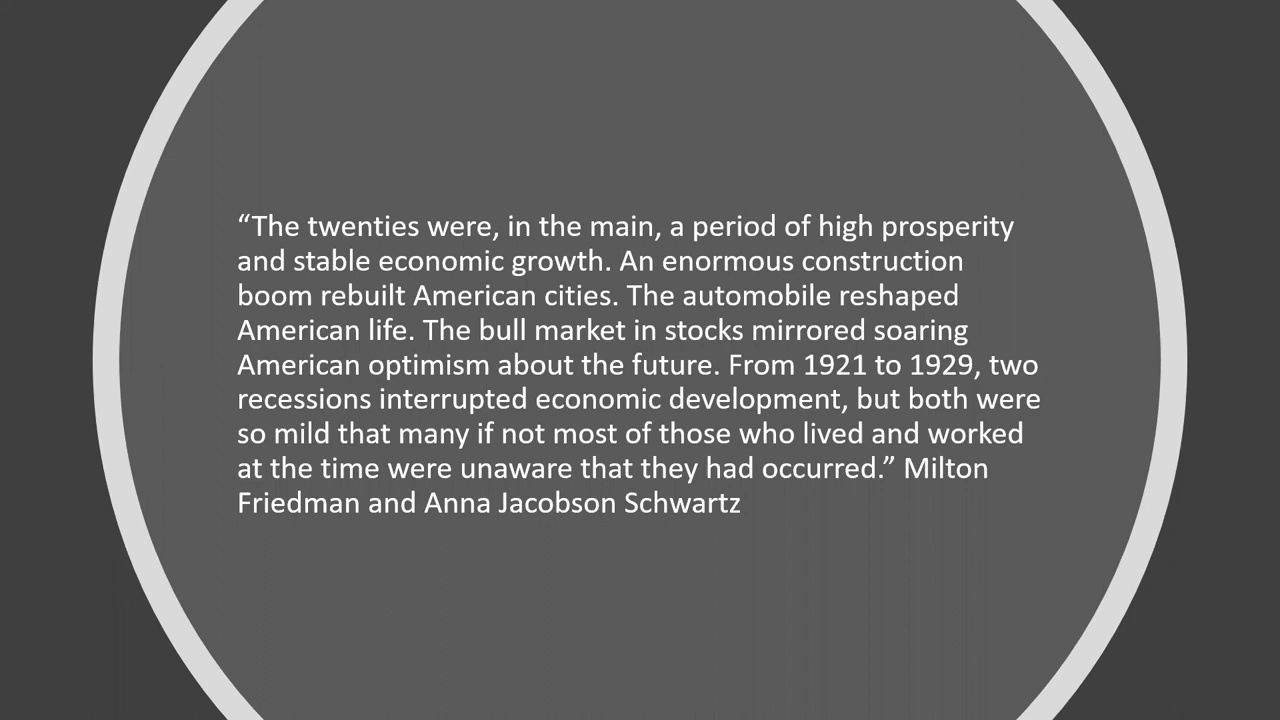 “The twenties were, in the main, a period of high prosperity
and stable economic growth. An enormous construction
boom rebuilt American cities. The automobile reshaped
American life. The bull market in stocks mirrored soaring
American optimism about the future. From 1921 to 1929, two
recessions interrupted economic development, but both were
so mild that many if not most of those who lived and worked
at the time were unaware that they had occurred.” Milton
Friedman and Anna Jacobson Schwartz